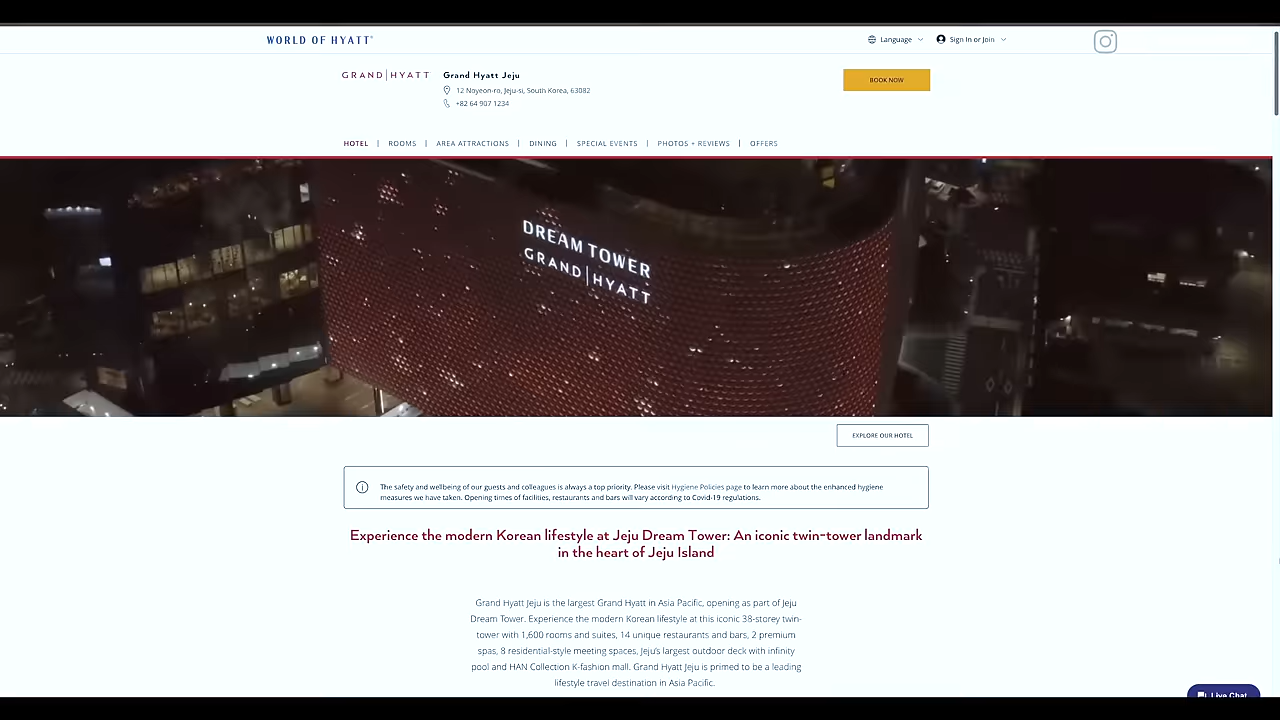 WORLD OF HYATT
Language
Sign In or Join
GRAND|HYATT
Grand Hyatt Jeju
12 Noyeon-ro, Jeju-si, South Korea, 63082
+82 64 907 1234
BOOK NOW
HOTEL | ROOMS | AREA ATTRACTIONS | DINING | SPECIAL EVENTS | PHOTOS + REVIEWS | OFFERS
DREAM TOWER
GRAND|HYATT
EXPLORE OUR HOTEL
The safety and wellbeing of our guests and colleagues is always a top priority. Please visit Hygiene Policies page to learn more about the enhanced hygiene
measures we have taken. Opening times of facilities, restaurants and bars will vary according to Covid-19 regulations.
Experience the modern Korean lifestyle at Jeju Dream Tower: An iconic twin-tower landmark
in the heart of Jeju Island
Grand Hyatt Jeju is the largest Grand Hyatt in Asia Pacific, opening as part of Jeju
Dream Tower. Experience the modern Korean lifestyle at this iconic 38-storey twin-
tower with 1,600 rooms and suites, 14 unique restaurants and bars, 2 premium
spas, 8 residential-style meeting spaces, Jeju's largest outdoor deck with infinity
pool and HAN Collection K-fashion mall. Grand Hyatt Jeju is primed to be a leading
lifestyle travel destination in Asia Pacific.
Live Chat